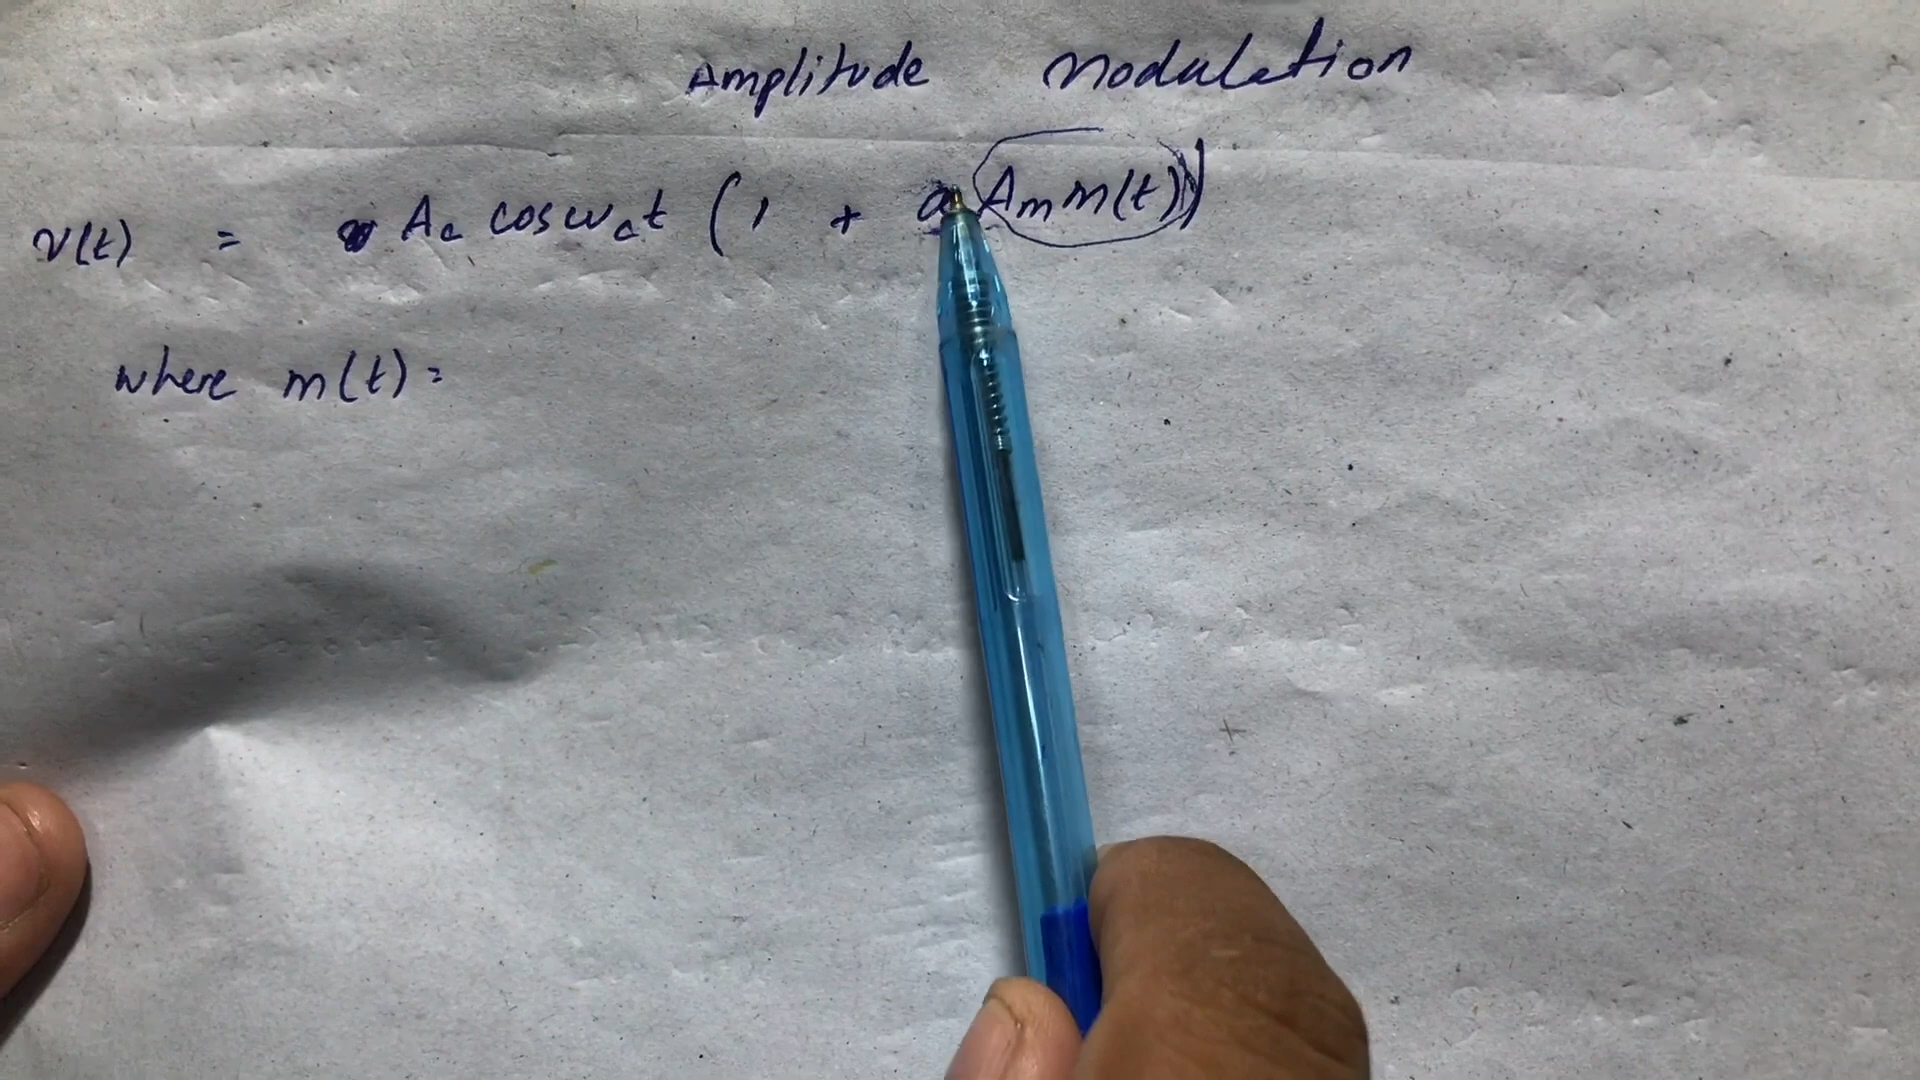 Amplitude Modulation
v(t) = Ac cosωct (1 + a Amm(t))
where m(t)=